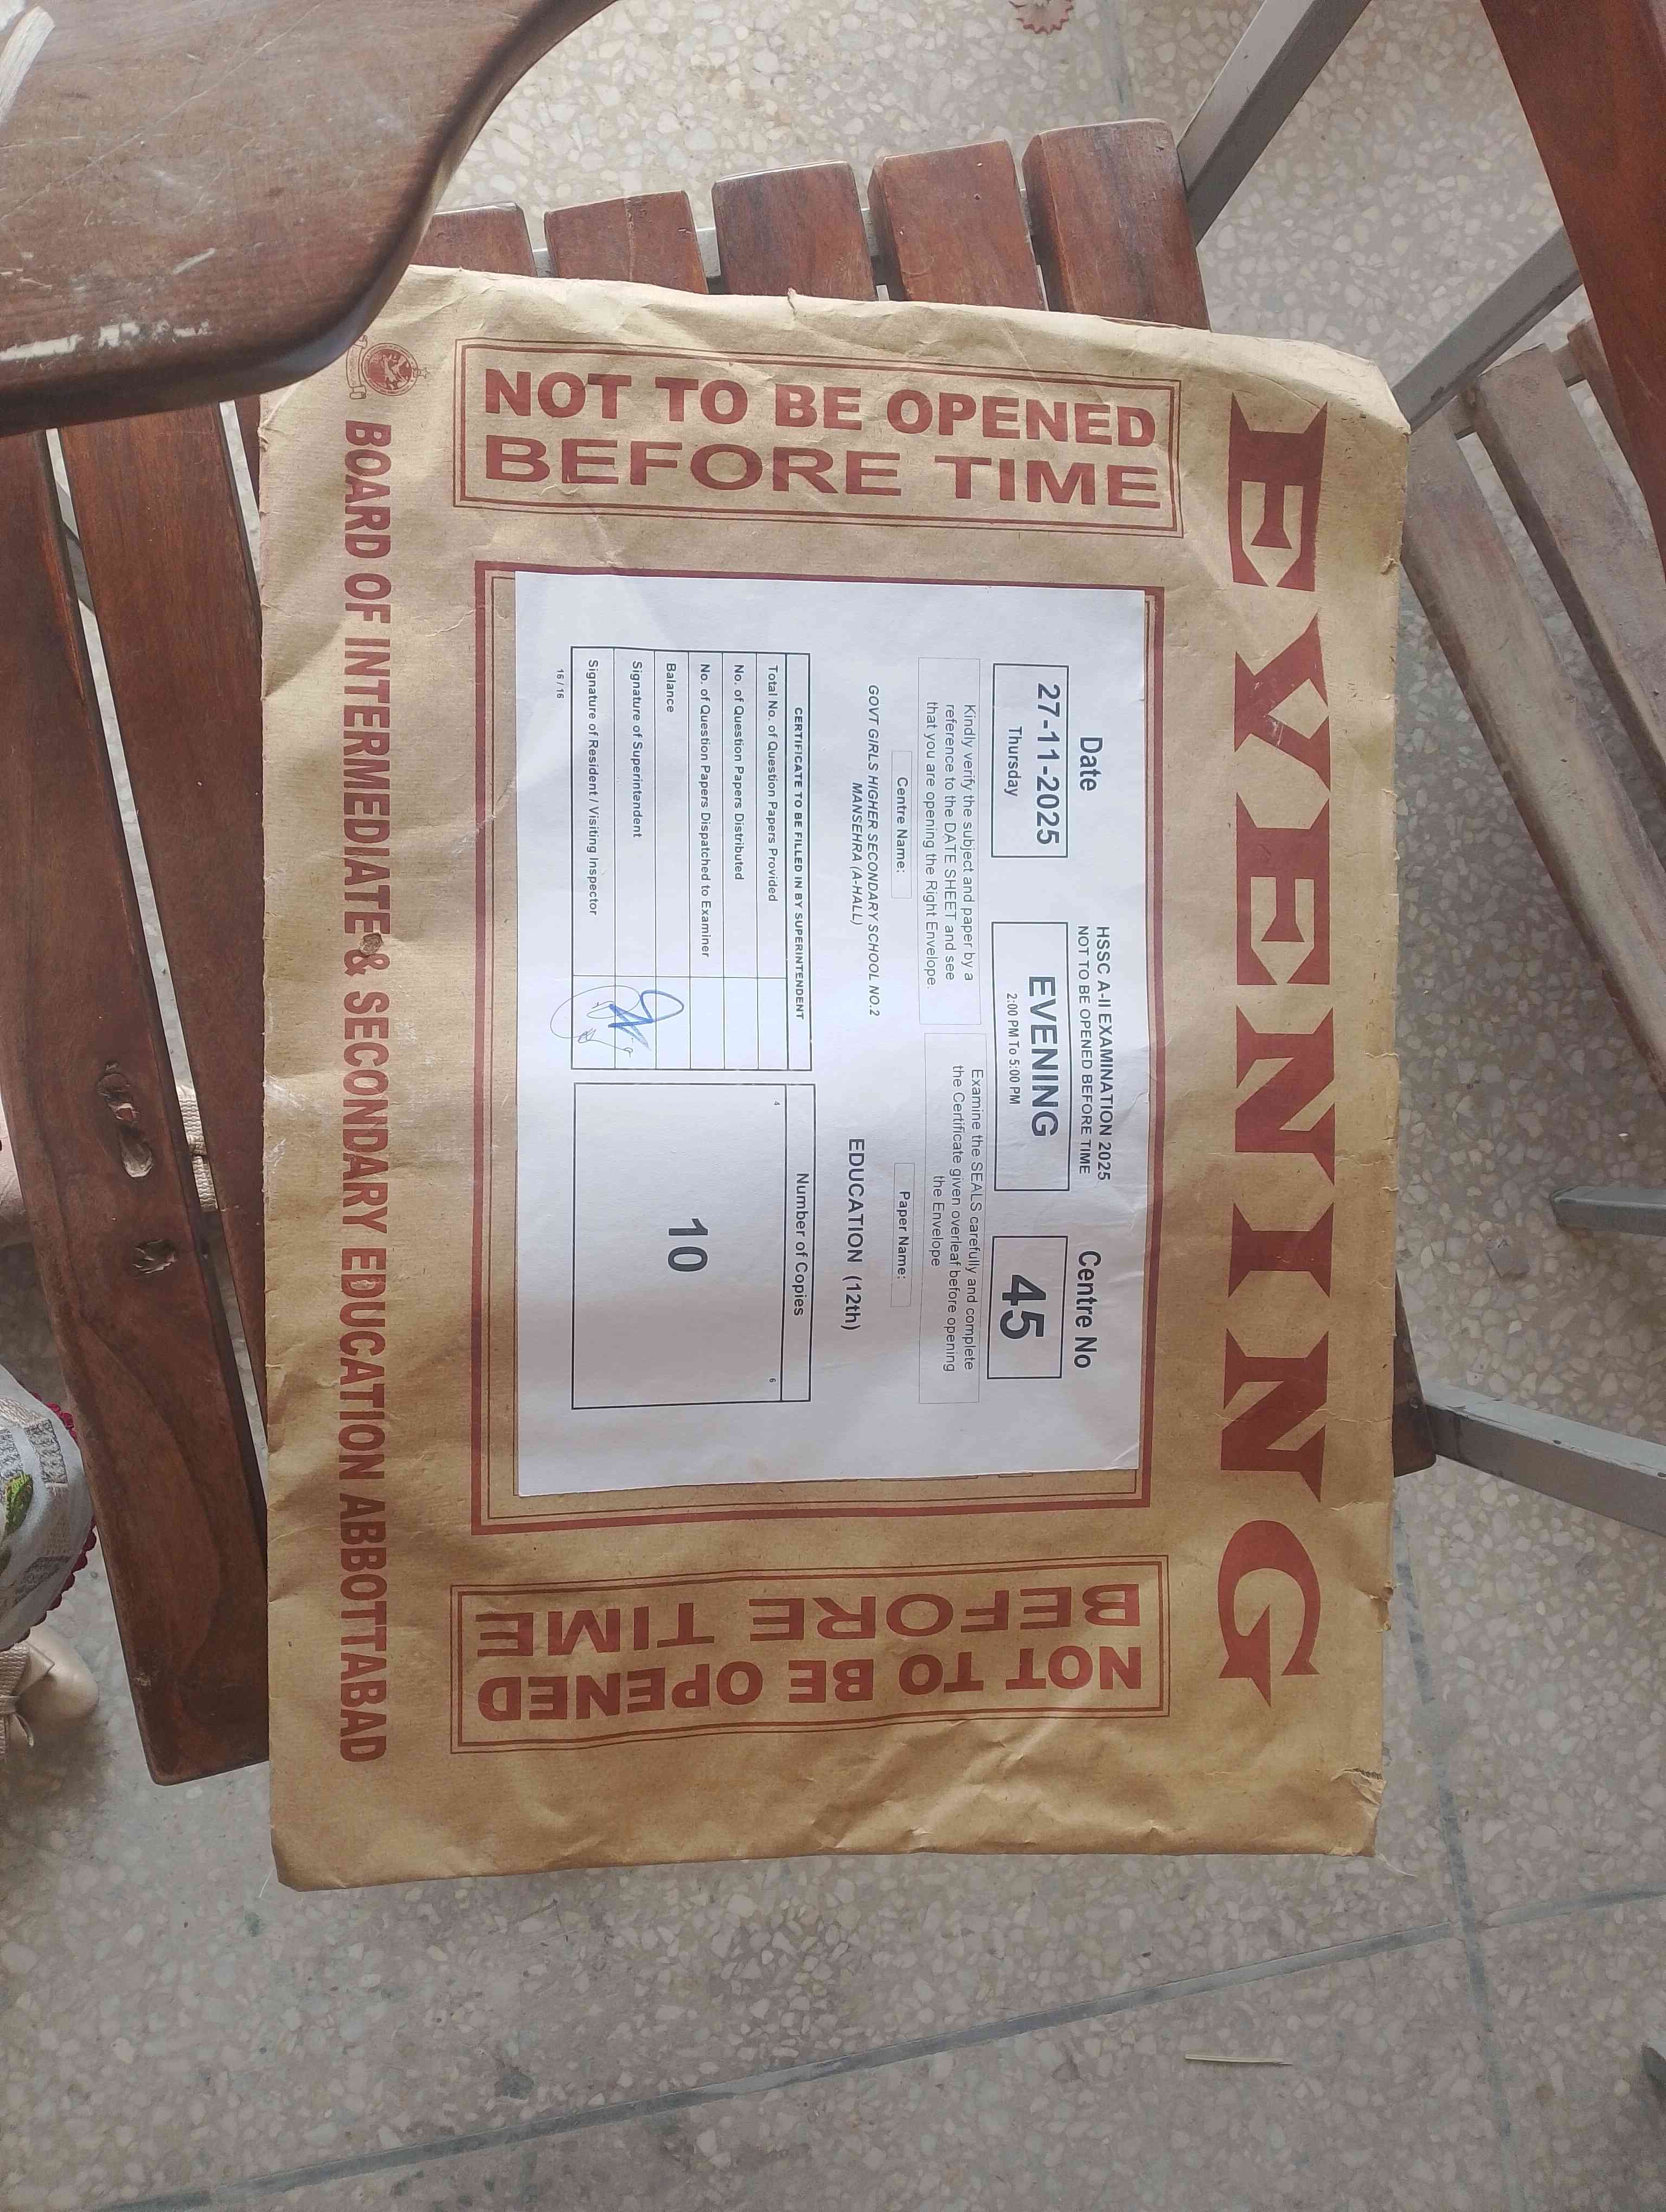 EVENING
NOT TO BE OPENED
BEFORE TIME
Date
27-11-2025
Thursday
HSSC A-II EXAMINATION 2025
NOT TO BE OPENED BEFORE TIME
EVENING
2:00 PM To 5:00 PM
Centre No
45
Kindly verify the subject and paper by a
reference to the DATE SHEET and see
that you are opening the Right Envelope.
Examine the SEALS carefully and complete
the Certificate given overleaf before opening
the Envelope
Centre Name:
GOVT GIRLS HIGHER SECONDARY SCHOOL NO.2
MANSEHRA (A-HALL)
Paper Name:
EDUCATION (12th)
CERTIFICATE TO BE FILLED IN BY SUPERINTENDENT
Total No. of Question Papers Provided
No. of Question Papers Distributed
No. of Question Papers Dispatched to Examiner
Balance
Signature of Superintendent
Signature of Resident / Visiting Inspector
Number of Copies
4
6
10
16 / 16
NOT TO BE OPENED
BEFORE TIME
BOARD OF INTERMEDIATE & SECONDARY EDUCATION ABBOTTABAD